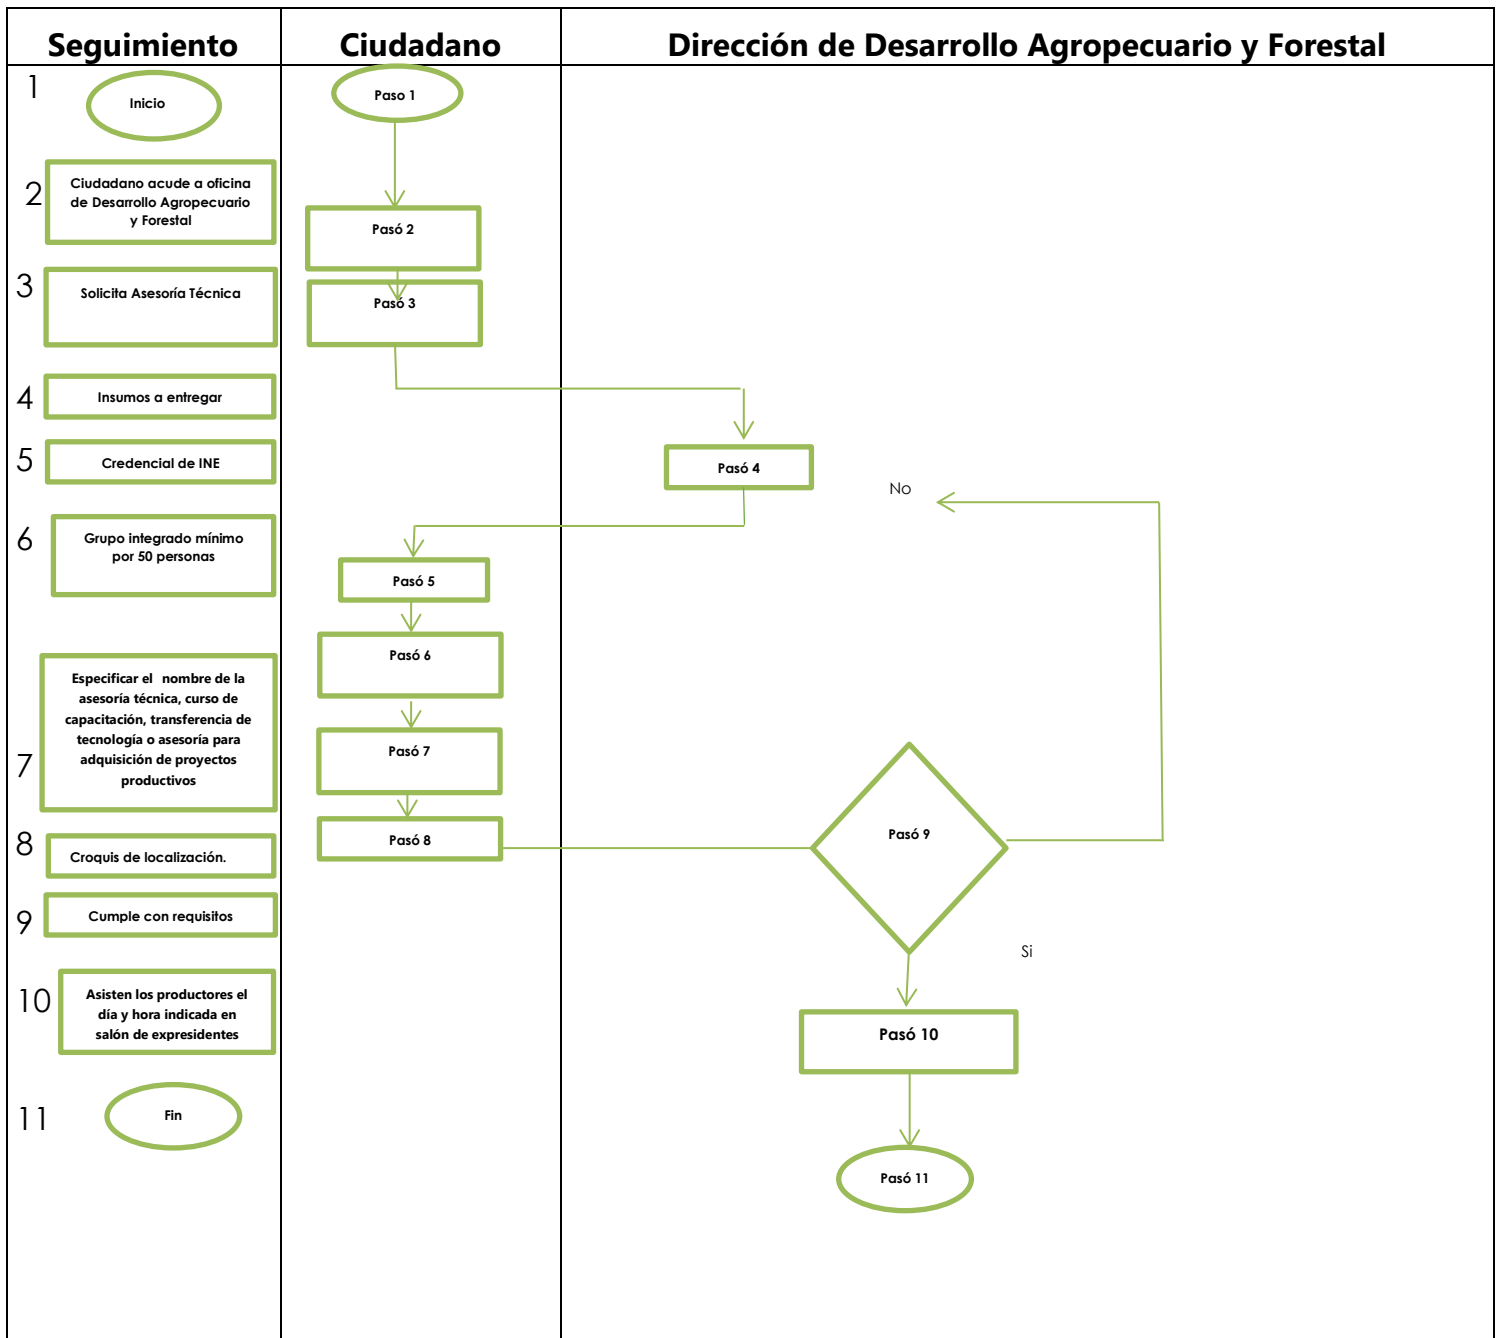 Seguimiento
Ciudadano
Dirección de Desarrollo Agropecuario y Forestal
1
Inicio
2
Ciudadano acude a oficina
de Desarrollo Agropecuario
y Forestal
3
Solicita Asesoría Técnica
4
Insumos a entregar
5
Credencial de INE
6
Grupo integrado mínimo
por 50 personas
7
Especificar el nombre de la
asesoría técnica, curso de
capacitación, transferencia de
tecnología o asesoría para
adquisición de proyectos
productivos
8
Croquis de localización.
9
Cumple con requisitos
10
Asisten los productores el
día y hora indicada en
salón de expresidentes
11
Fin
Paso 1
Pasó 2
Pasó 3
Pasó 4
No
Pasó 5
Pasó 6
Pasó 7
Pasó 8
Pasó 9
Si
Pasó 10
Pasó 11